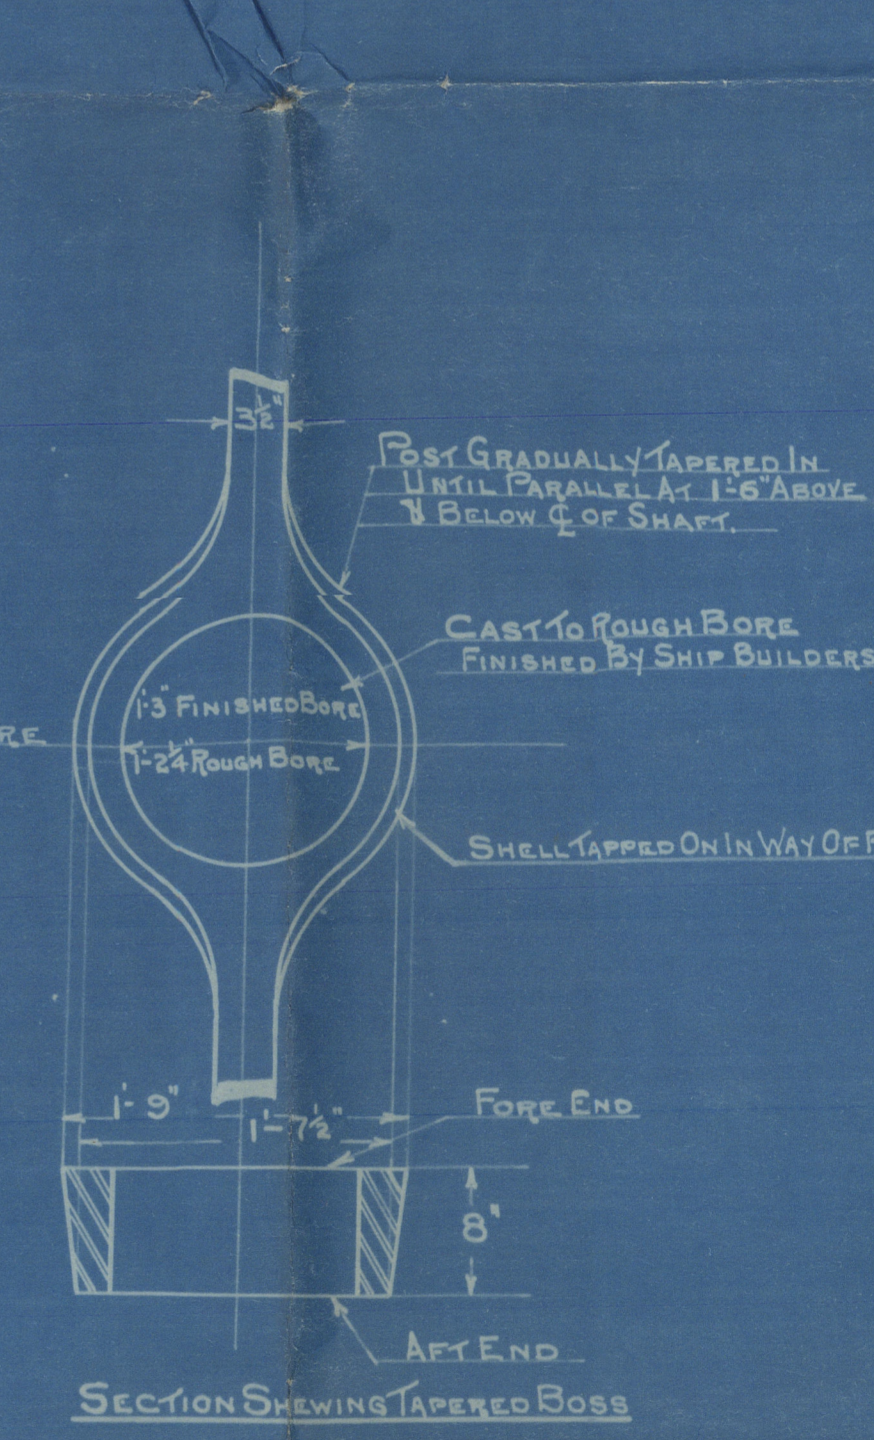 3½"
POST GRADUALLY TAPERED IN
UNTIL PARALLEL AT 1'-6" ABOVE
& BELOW ℄ OF SHAFT.
CAST TO ROUGH BORE
FINISHED BY SHIP BUILDERS
1'-3" FINISHED BORE
1'-2¼" ROUGH BORE
SHELL TAPPED ON IN WAY OF
1'-9"
1'-7½"
FORE END
8"
AFT END
SECTION SHEWING TAPERED BOSS